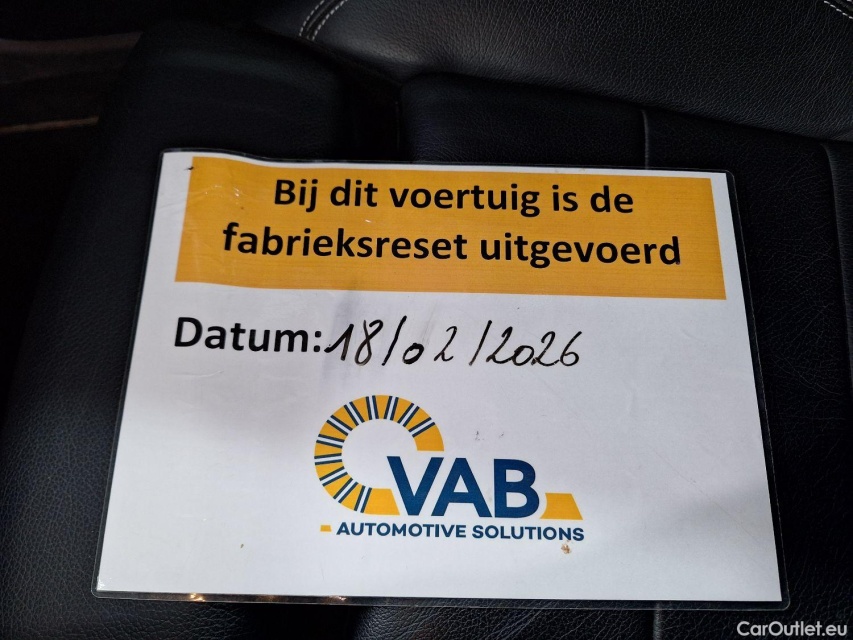 Bij dit voertuig is de
fabrieksreset uitgevoerd
Datum: 18/02/2026
VAB
AUTOMOTIVE SOLUTIONS
CarOutlet.eu